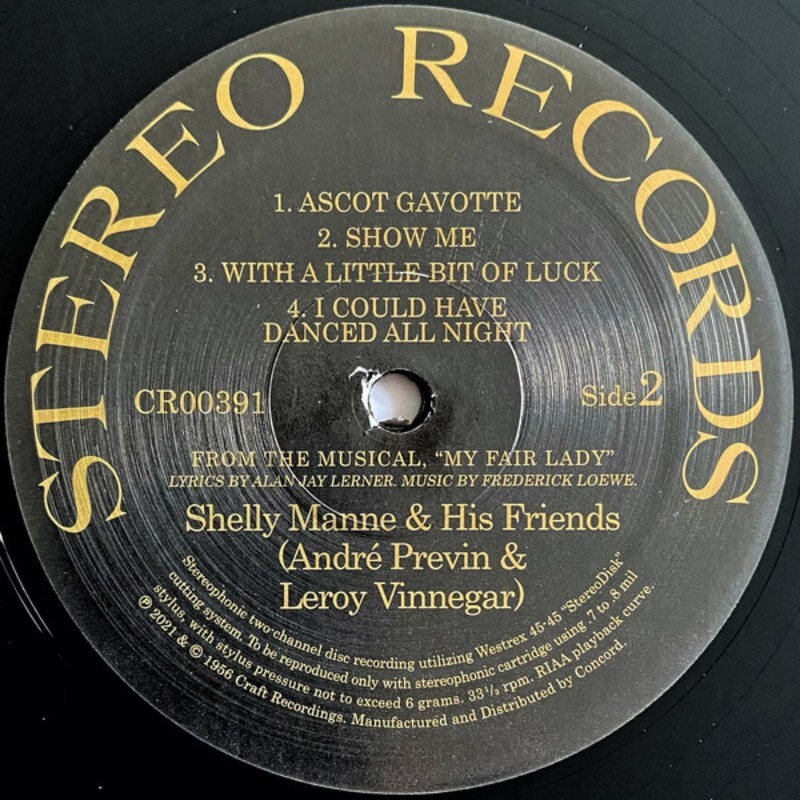 STEREO RECORDS
1. ASCOT GAVOTTE
2. SHOW ME
3. WITH A LITTLE BIT OF LUCK
4. I COULD HAVE
DANCED ALL NIGHT
CR00391
Side 2
FROM THE MUSICAL, “MY FAIR LADY”
LYRICS BY ALAN JAY LERNER. MUSIC BY FREDERICK LOEWE.
Shelly Manne & His Friends
(André Previn &
Leroy Vinnegar)
Stereophonic two-channel disc recording utilizing Westrex 45-45 “StereoDisk”
cutting system. To be reproduced only with stereophonic cartridge using .7 to .8 mil
stylus, with stylus pressure not to exceed 6 grams. 33⅓ rpm. RIAA playback curve.
℗ 2021 & © 1956 Craft Recordings. Manufactured and Distributed by Concord.